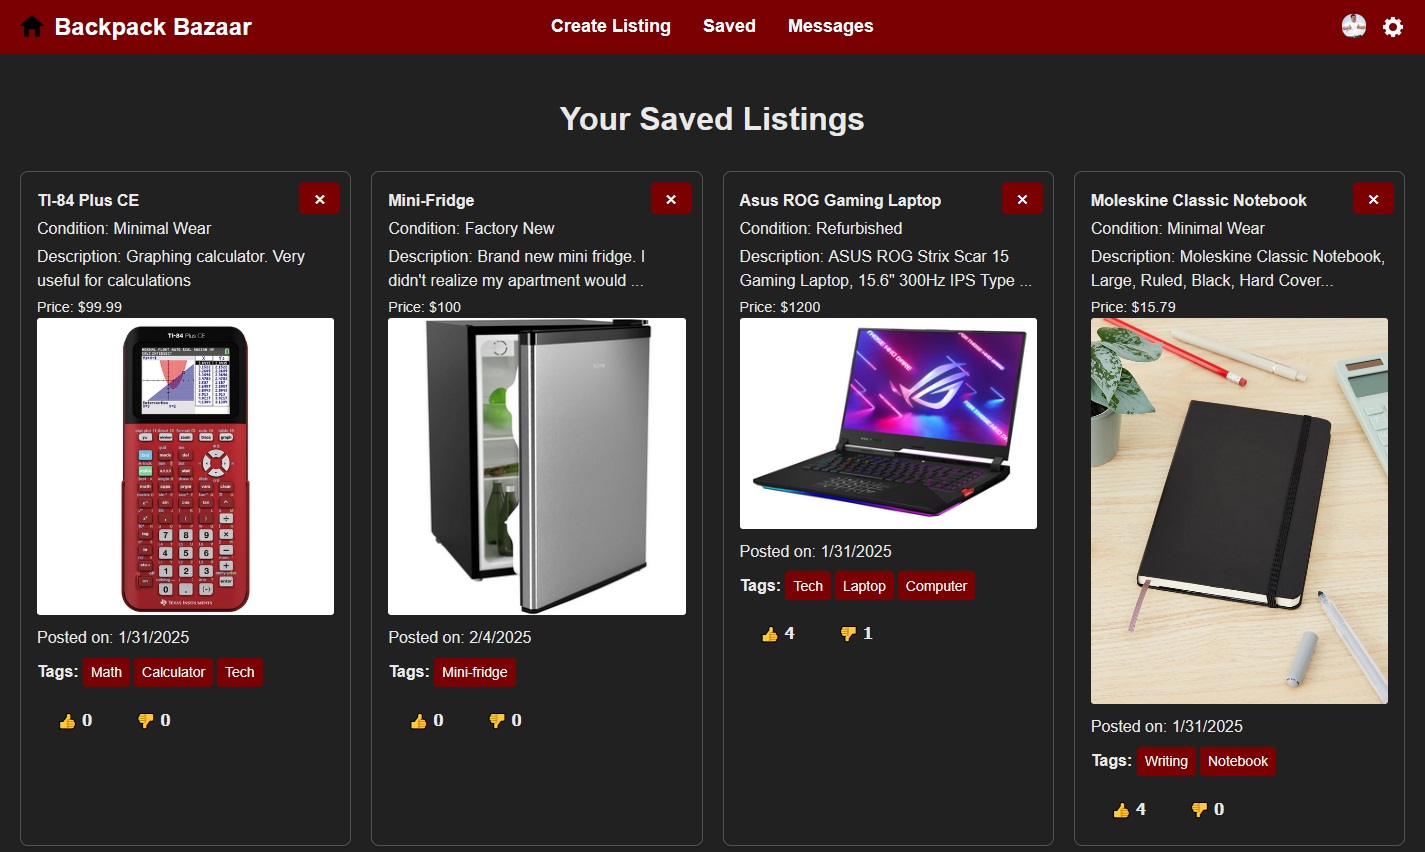 Backpack Bazaar
Create Listing
Saved
Messages
Your Saved Listings
TI-84 Plus CE
×
Condition: Minimal Wear
Description: Graphing calculator. Very
useful for calculations
Price: $99.99
TI-84 Plus CE
TEXAS INSTRUMENTS
Posted on: 1/31/2025
Tags: Math Calculator Tech
👍 0 👎 0
Mini-Fridge
×
Condition: Factory New
Description: Brand new mini fridge. I
didn't realize my apartment would ...
Price: $100
Posted on: 2/4/2025
Tags: Mini-fridge
👍 0 👎 0
Asus ROG Gaming Laptop
×
Condition: Refurbished
Description: ASUS ROG Strix Scar 15
Gaming Laptop, 15.6" 300Hz IPS Type ...
Price: $1200
Posted on: 1/31/2025
Tags: Tech Laptop Computer
👍 4 👎 1
Moleskine Classic Notebook
×
Condition: Minimal Wear
Description: Moleskine Classic Notebook,
Large, Ruled, Black, Hard Cover...
Price: $15.79
Posted on: 1/31/2025
Tags: Writing Notebook
👍 4 👎 0